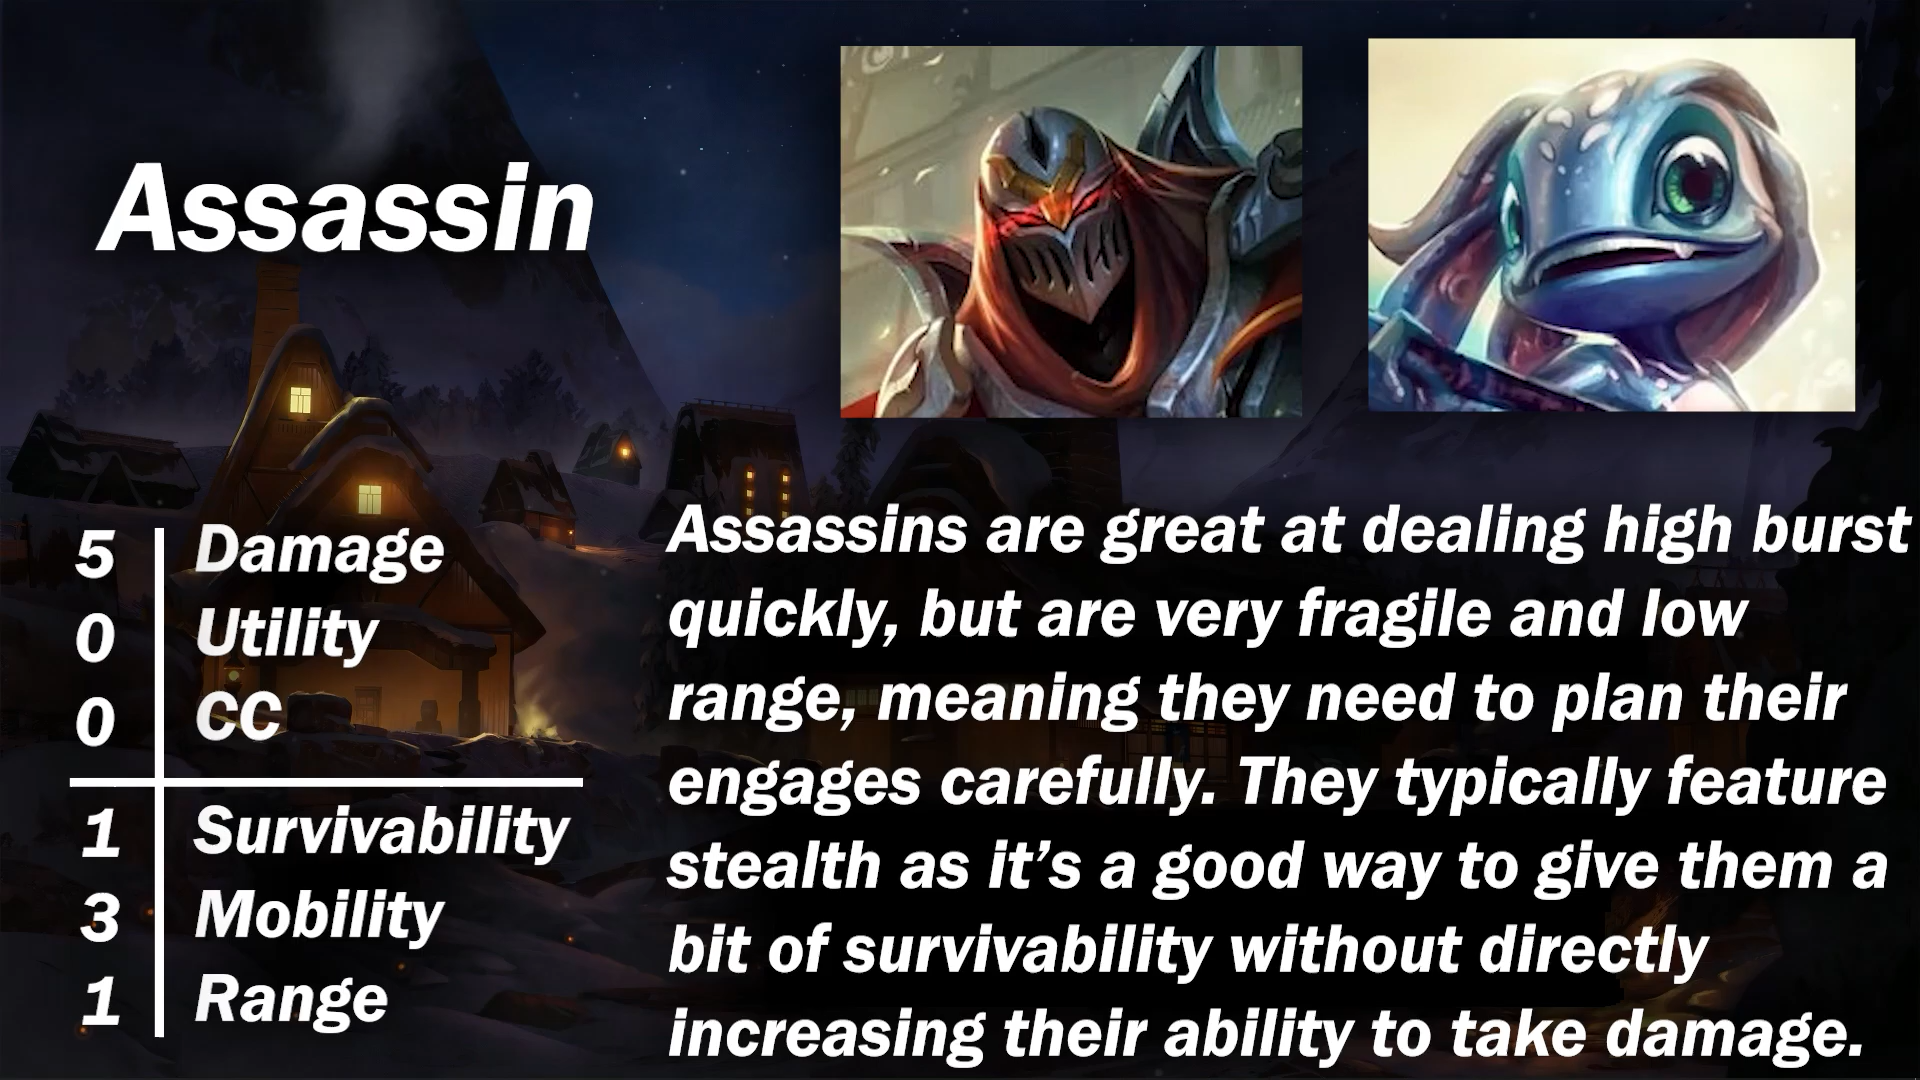 Assassin
5 Damage
0 Utility
0 CC
1 Survivability
3 Mobility
1 Range
Assassins are great at dealing high burst
quickly, but are very fragile and low
range, meaning they need to plan their
engages carefully. They typically feature
stealth as it’s a good way to give them a
bit of survivability without directly
increasing their ability to take damage.